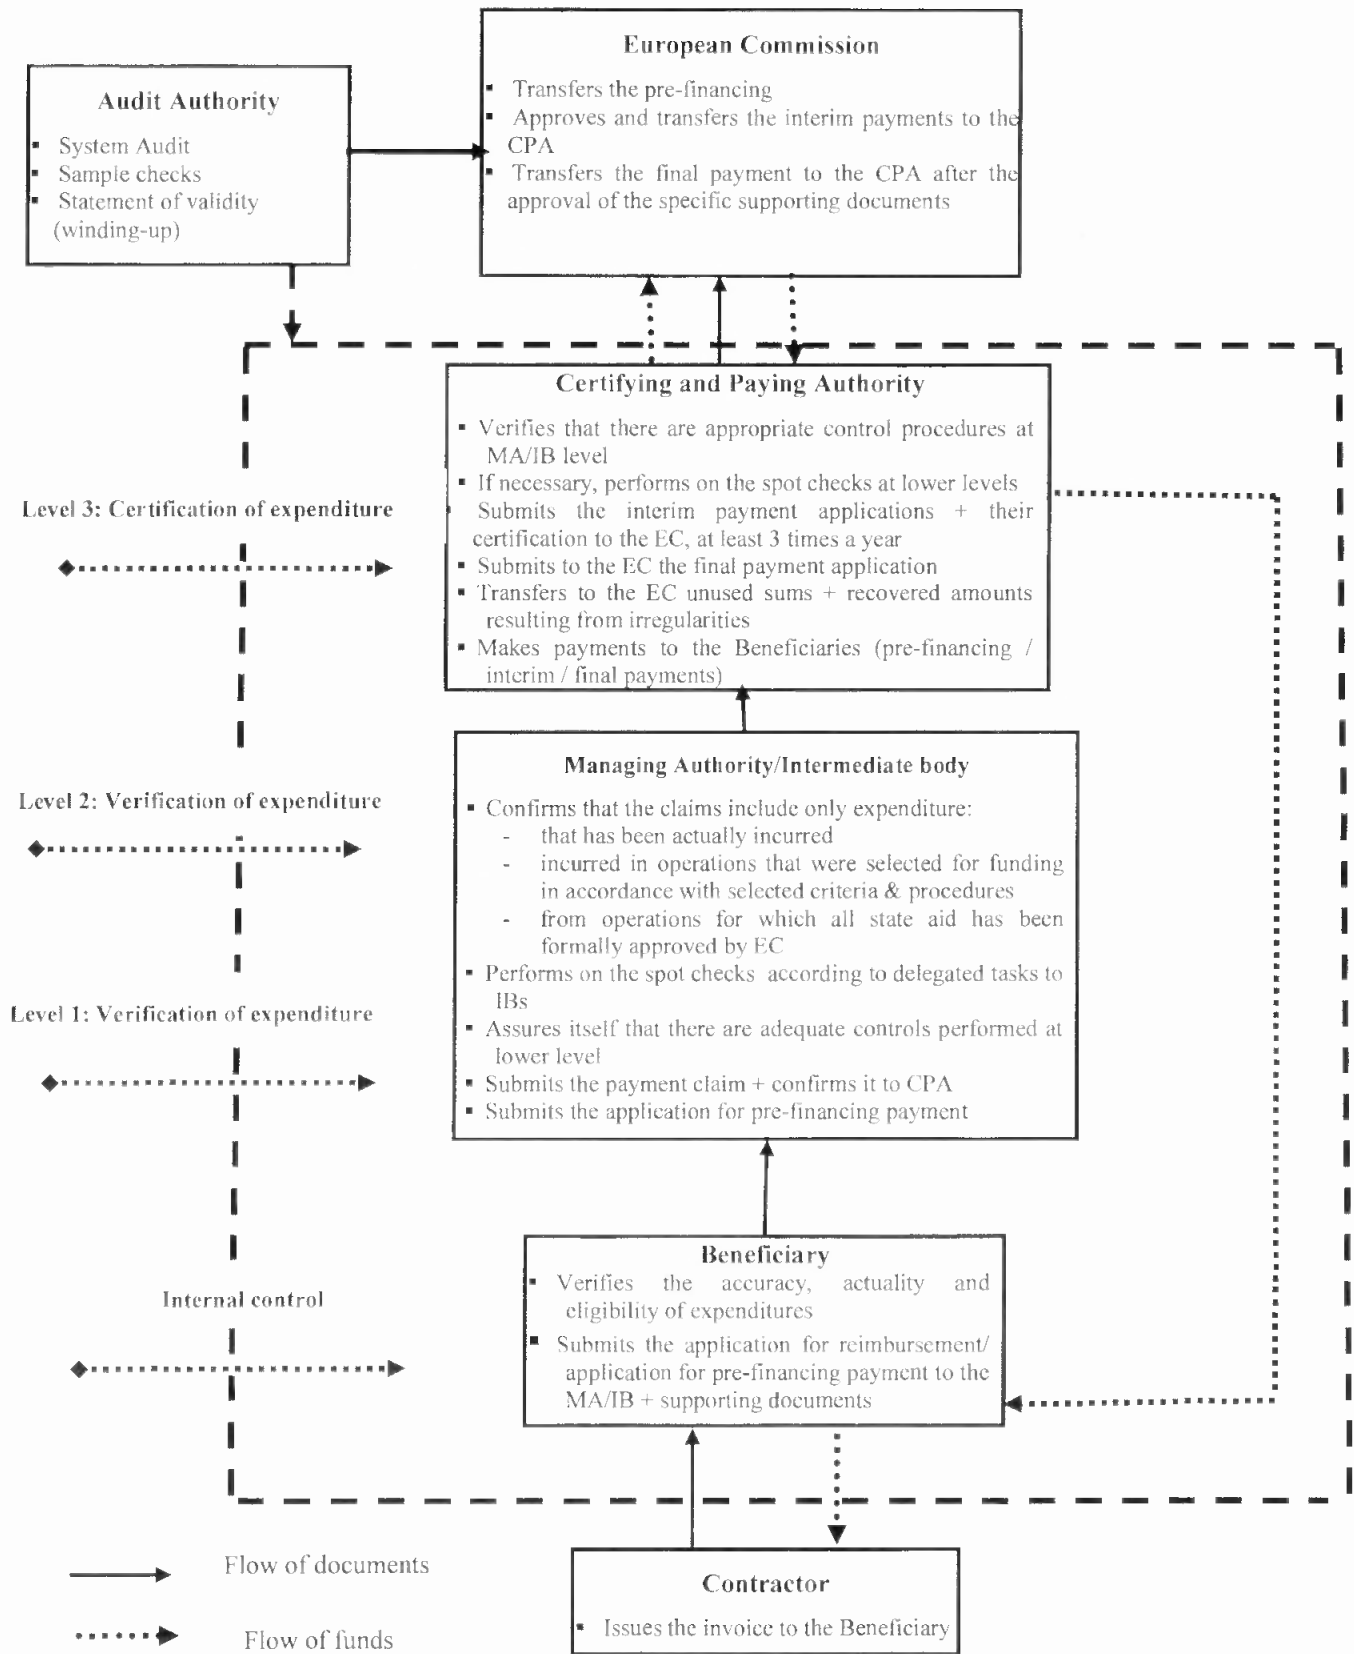 European Commission
▪ Transfers the pre-financing
▪ Approves and transfers the interim payments to the
CPA
▪ Transfers the final payment to the CPA after the
approval of the specific supporting documents
Audit Authority
▪ System Audit
▪ Sample checks
▪ Statement of validity
(winding-up)
Certifying and Paying Authority
▪ Verifies that there are appropriate control procedures at
MA/IB level
▪ If necessary, performs on the spot checks at lower levels
▪ Submits the interim payment applications + their
certification to the EC, at least 3 times a year
▪ Submits to the EC the final payment application
▪ Transfers to the EC unused sums + recovered amounts
resulting from irregularities
▪ Makes payments to the Beneficiaries (pre-financing /
interim / final payments)
Level 3: Certification of expenditure
Managing Authority/Intermediate body
▪ Confirms that the claims include only expenditure:
- that has been actually incurred
- incurred in operations that were selected for funding
in accordance with selected criteria & procedures
- from operations for which all state aid has been
formally approved by EC
▪ Performs on the spot checks according to delegated tasks to
IBs
▪ Assures itself that there are adequate controls performed at
lower level
▪ Submits the payment claim + confirms it to CPA
▪ Submits the application for pre-financing payment
Level 2: Verification of expenditure
Level 1: Verification of expenditure
Beneficiary
▪ Verifies the accuracy, actuality and
eligibility of expenditures
▪ Submits the application for reimbursement/
application for pre-financing payment to the
MA/IB + supporting documents
Internal control
Contractor
▪ Issues the invoice to the Beneficiary
Flow of documents
Flow of funds